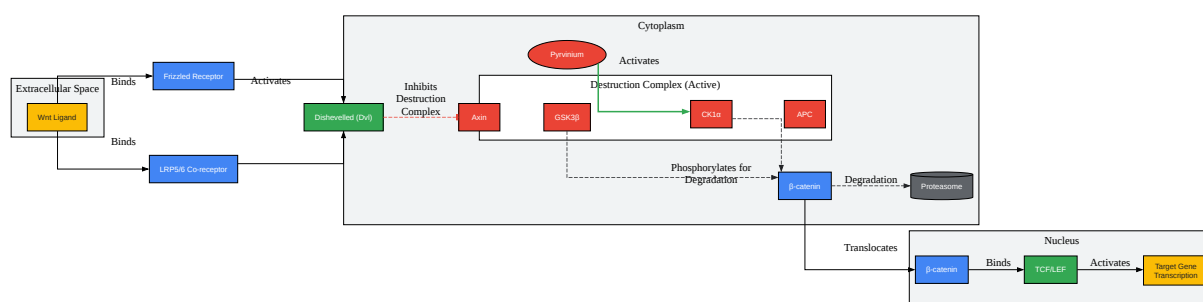 Cytoplasm
Pyrvinium
Activates
Frizzled Receptor
Binds
Activates
Extracellular Space
Destruction Complex (Active)
Inhibits
Destruction
Complex
Wnt Ligand
Dishevelled (Dvl)
Axin
GSK3β
CK1α
APC
Binds
LRP5/6 Co-receptor
Phosphorylates for
Degradation
β-catenin
Degradation
Proteasome
Translocates
Nucleus
β-catenin
Binds
TCF/LEF
Activates
Target Gene
Transcription